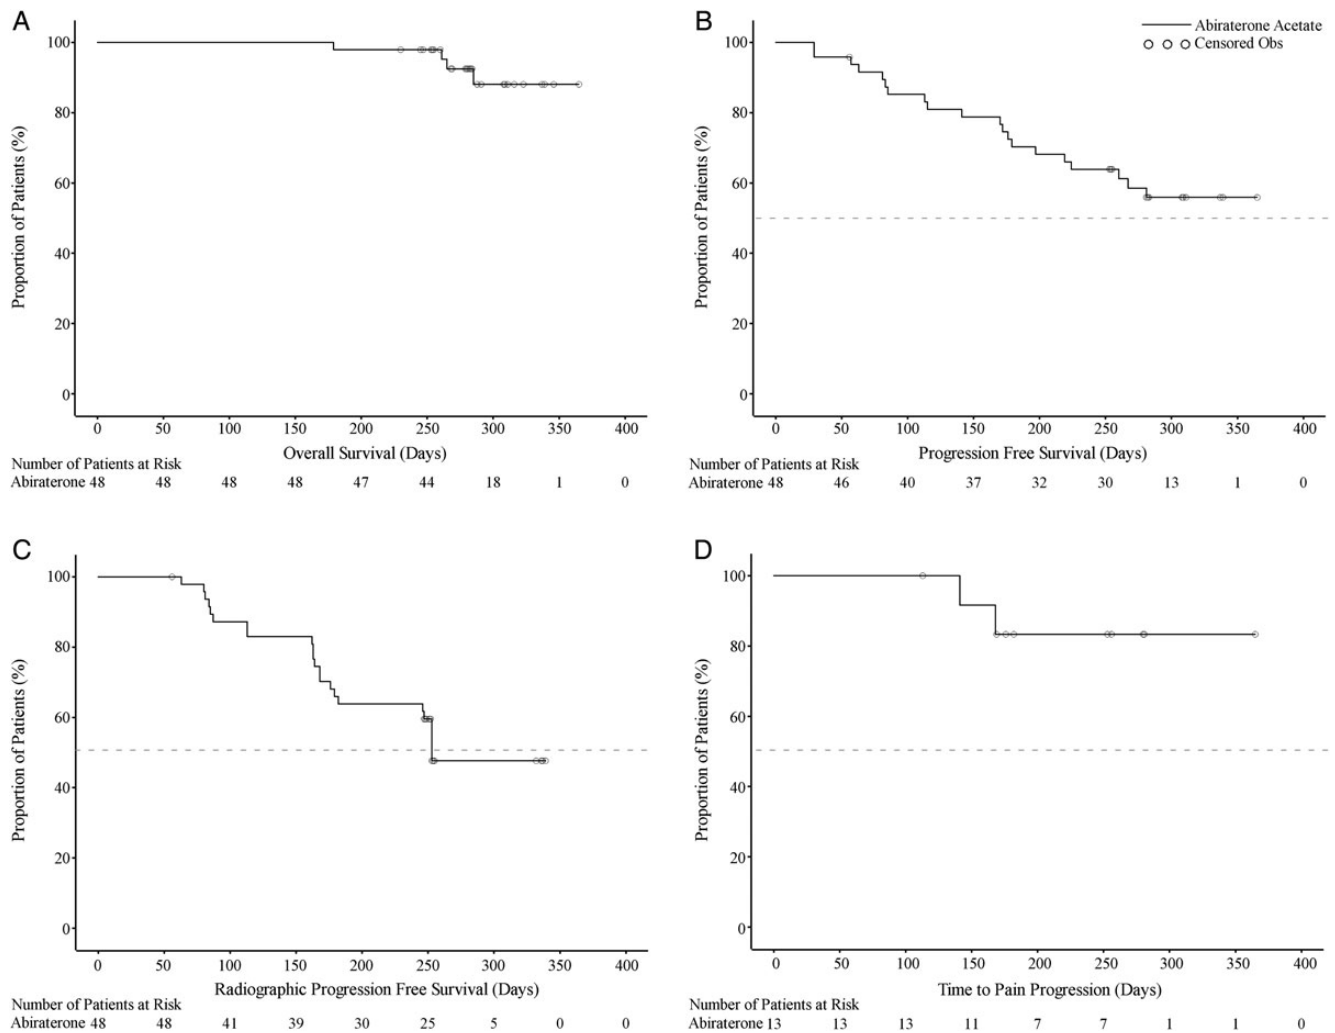 A
100
80
60
40
20
0
Proportion of Patients (%)
0 50 100 150 200 250 300 350 400
Overall Survival (Days)
Number of Patients at Risk
Abiraterone 48 48 48 48 47 44 18 1 0
B
Abiraterone Acetate
Censored Obs
100
80
60
40
20
0
Proportion of Patients (%)
0 50 100 150 200 250 300 350 400
Progression Free Survival (Days)
Number of Patients at Risk
Abiraterone 48 46 40 37 32 30 13 1 0
C
100
80
60
40
20
0
Proportion of Patients (%)
0 50 100 150 200 250 300 350 400
Radiographic Progression Free Survival (Days)
Number of Patients at Risk
Abiraterone 48 48 41 39 30 25 5 0 0
D
100
80
60
40
20
0
Proportion of Patients (%)
0 50 100 150 200 250 300 350 400
Time to Pain Progression (Days)
Number of Patients at Risk
Abiraterone 13 13 13 11 7 7 1 1 0